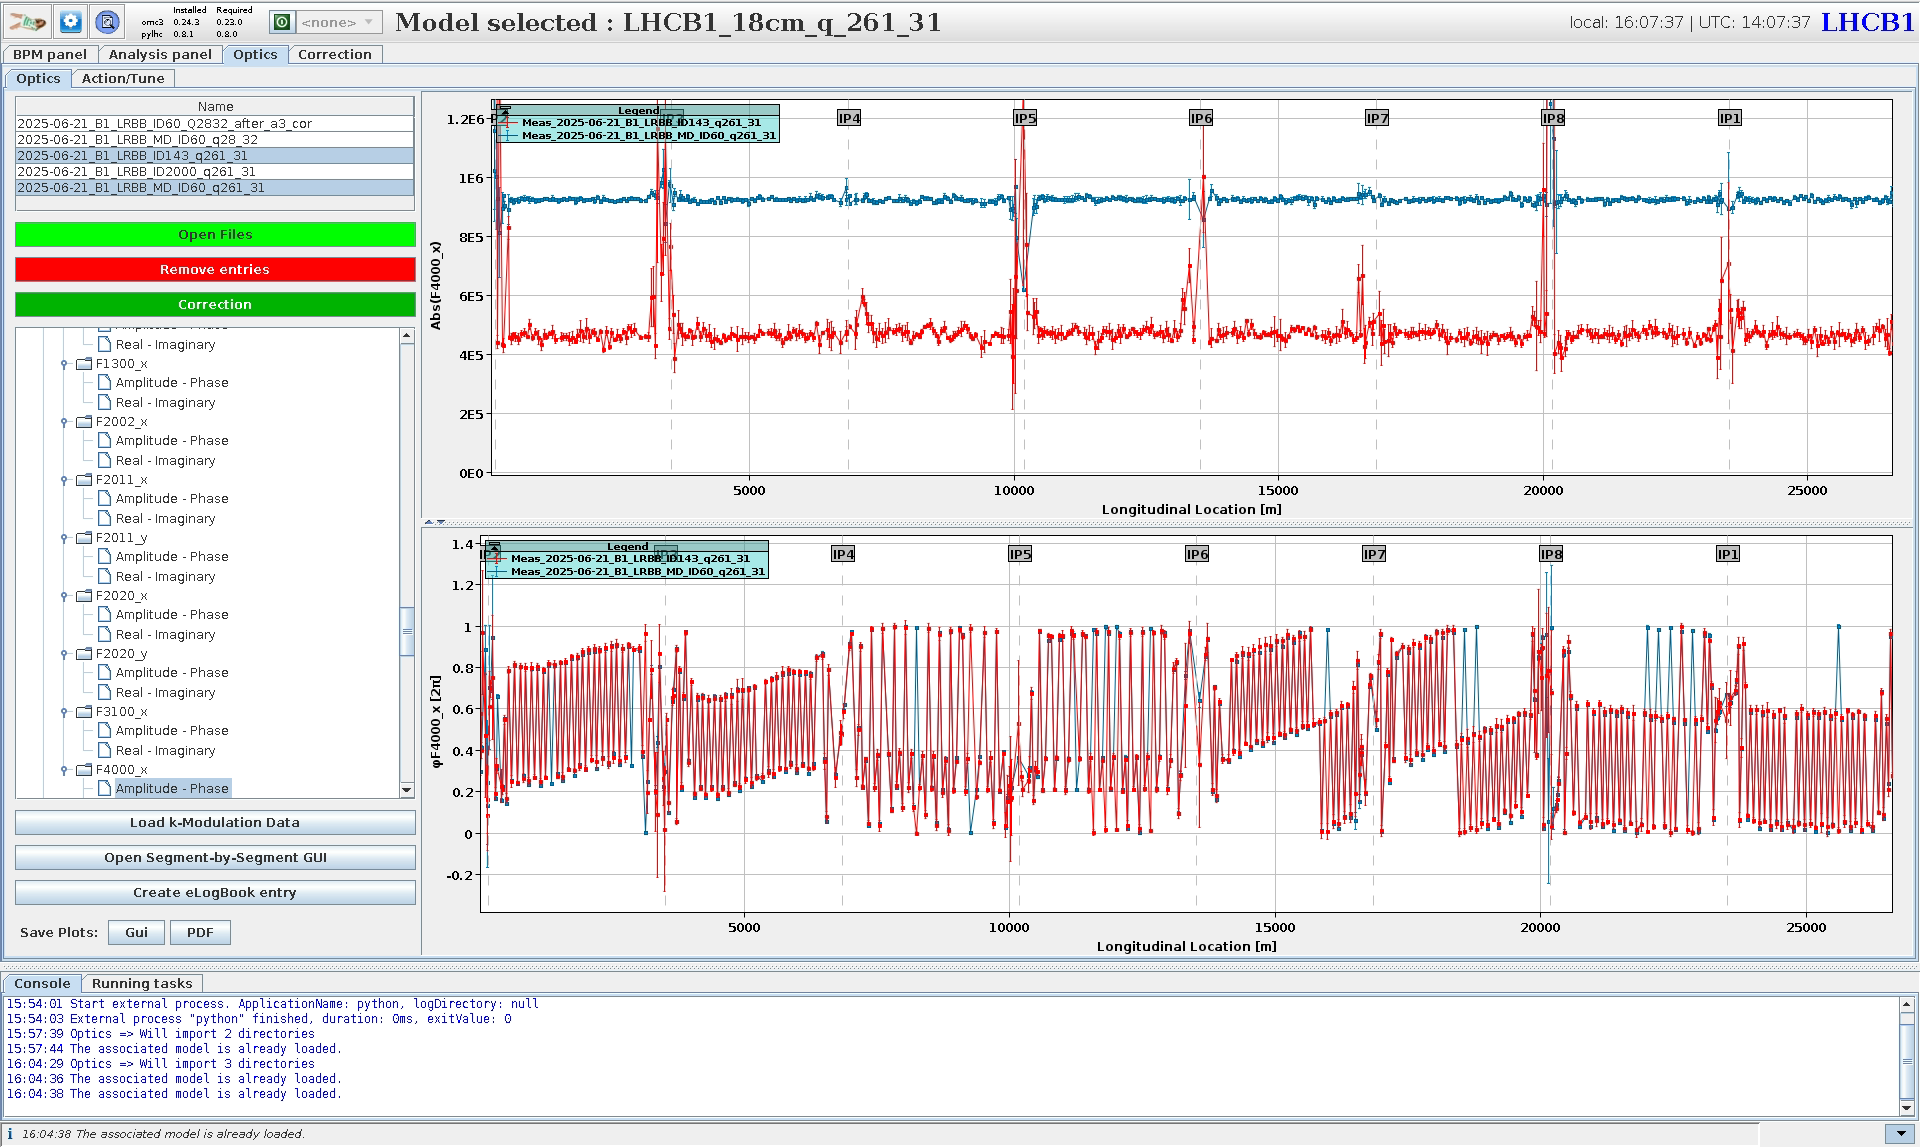 Installed Required
omc3 0.24.3 0.23.0
pylhc 0.8.1 0.8.0
<none>
Model selected : LHCB1_18cm_q_261_31
local: 16:07:37 | UTC: 14:07:37 LHCB1
BPM panel Analysis panel Optics Correction
Optics Action/Tune
Name
2025-06-21_B1_LRBB_ID60_Q2832_after_a3_cor
2025-06-21_B1_LRBB_MD_ID60_q28_32
2025-06-21_B1_LRBB_ID143_q261_31
2025-06-21_B1_LRBB_ID2000_q261_31
2025-06-21_B1_LRBB_MD_ID60_q261_31
Open Files
Remove entries
Correction
Amplitude - Phase
Real - Imaginary
F1300_x
Amplitude - Phase
Real - Imaginary
F2002_x
Amplitude - Phase
Real - Imaginary
F2011_x
Amplitude - Phase
Real - Imaginary
F2011_y
Amplitude - Phase
Real - Imaginary
F2020_x
Amplitude - Phase
Real - Imaginary
F2020_y
Amplitude - Phase
Real - Imaginary
F3100_x
Amplitude - Phase
Real - Imaginary
F4000_x
Amplitude - Phase
Load k-Modulation Data
Open Segment-by-Segment GUI
Create eLogBook entry
Save Plots: Gui PDF
Legend
Meas_2025-06-21_B1_LRBB_ID143_q261_31
Meas_2025-06-21_B1_LRBB_MD_ID60_q261_31
IP4 IP5 IP6 IP7 IP8 IP1
Abs(F4000_x)
1.2E6
1E6
8E5
6E5
4E5
2E5
0E0
5000 10000 15000 20000 25000
Longitudinal Location [m]
Legend
Meas_2025-06-21_B1_LRBB_ID143_q261_31
Meas_2025-06-21_B1_LRBB_MD_ID60_q261_31
IP4 IP5 IP6 IP7 IP8 IP1
φF4000_x [2π]
1.4
1.2
1
0.8
0.6
0.4
0.2
0
-0.2
5000 10000 15000 20000 25000
Longitudinal Location [m]
Console Running tasks
15:54:01 Start external process. ApplicationName: python, logDirectory: null
15:54:03 External process "python" finished, duration: 0ms, exitValue: 0
15:57:39 Optics => Will import 2 directories
15:57:44 The associated model is already loaded.
16:04:29 Optics => Will import 3 directories
16:04:36 The associated model is already loaded.
16:04:38 The associated model is already loaded.
16:04:38 The associated model is already loaded.